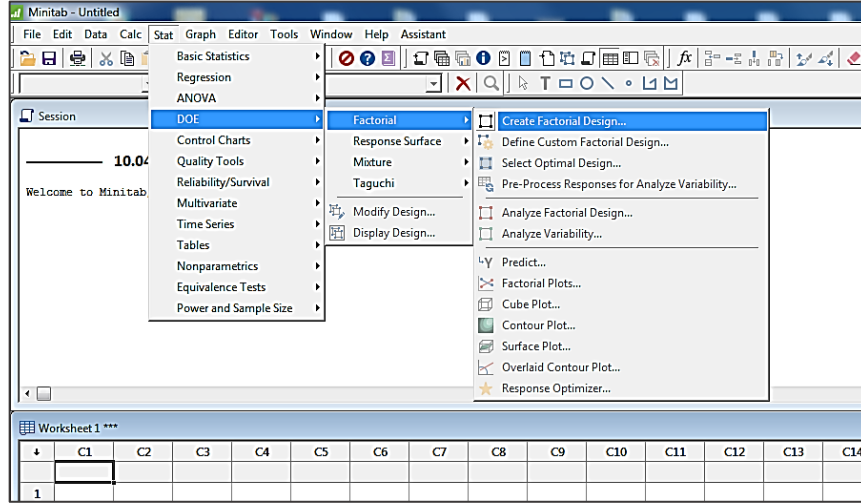 Minitab - Untitled
File Edit Data Calc Stat Graph Editor Tools Window Help Assistant
Basic Statistics
Regression
ANOVA
DOE
Control Charts
Quality Tools
Reliability/Survival
Multivariate
Time Series
Tables
Nonparametrics
Equivalence Tests
Power and Sample Size
Factorial
Response Surface
Mixture
Taguchi
Modify Design...
Display Design...
Create Factorial Design...
Define Custom Factorial Design...
Select Optimal Design...
Pre-Process Responses for Analyze Variability...
Analyze Factorial Design...
Analyze Variability...
Predict...
Factorial Plots...
Cube Plot...
Contour Plot...
Surface Plot...
Overlaid Contour Plot...
Response Optimizer...
Session
10.04
Welcome to Minitab,
Worksheet 1 ***
C1 C2 C3 C4 C5 C6 C7 C8 C9 C10 C11 C12 C13 C14
1